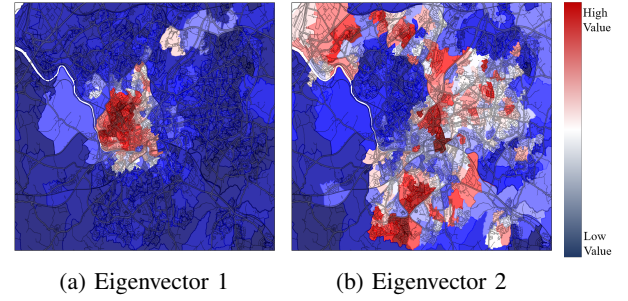 High
Value
Low
Value
(a) Eigenvector 1
(b) Eigenvector 2